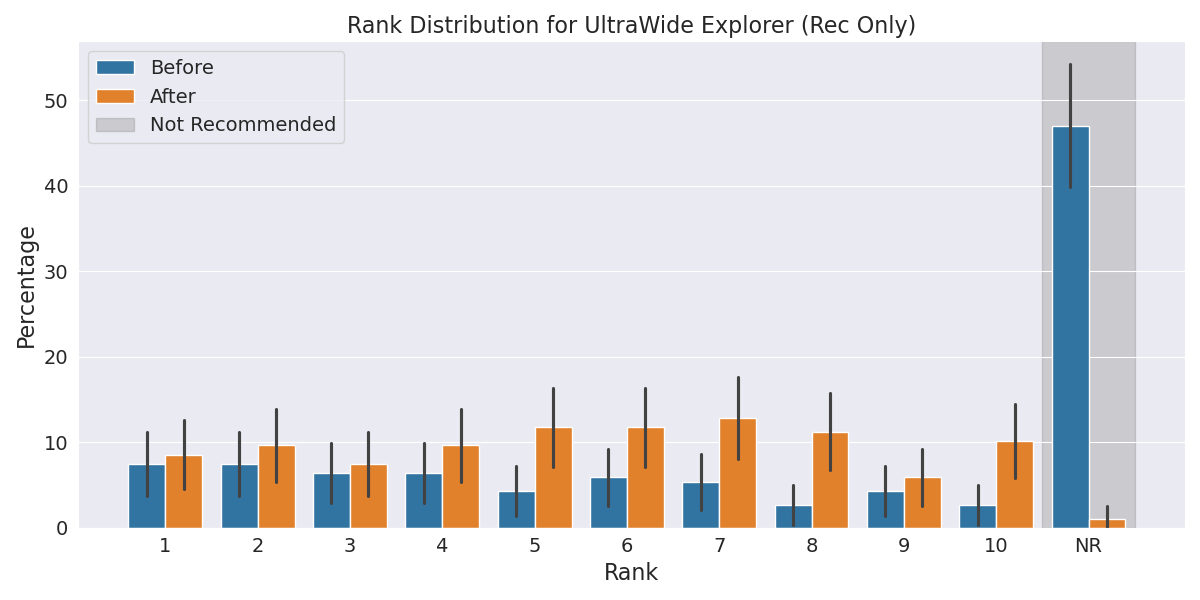 Rank Distribution for UltraWide Explorer (Rec Only)
Before
After
Not Recommended
Percentage
50
40
30
20
10
0
1 2 3 4 5 6 7 8 9 10 NR
Rank